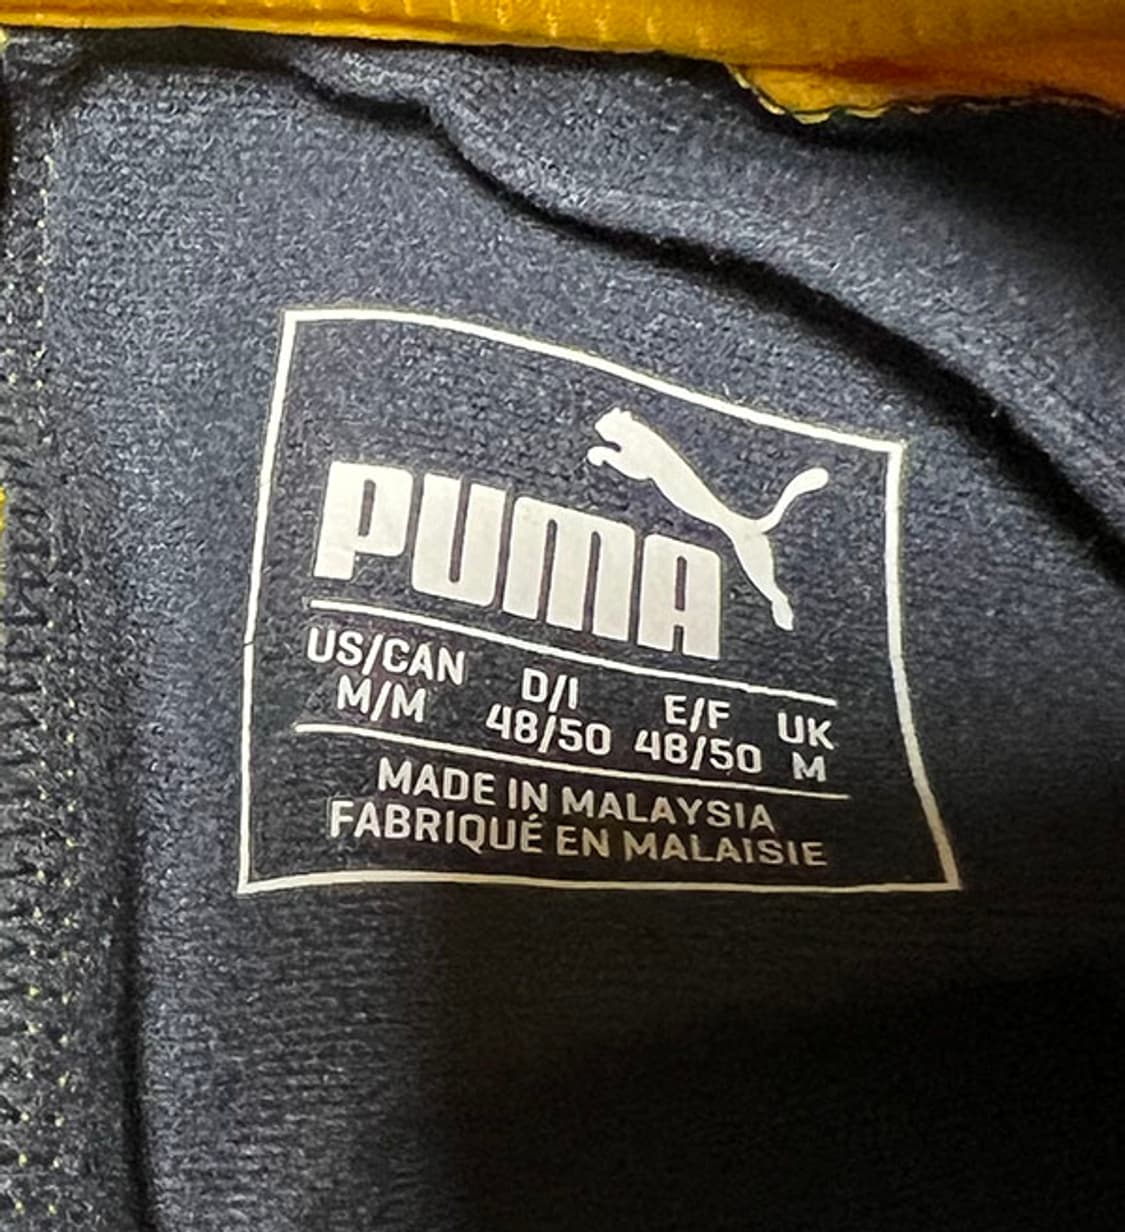 PUMA
US/CAN D/I E/F UK
M/M 48/50 48/50 M
MADE IN MALAYSIA
FABRIQUÉ EN MALAISIE